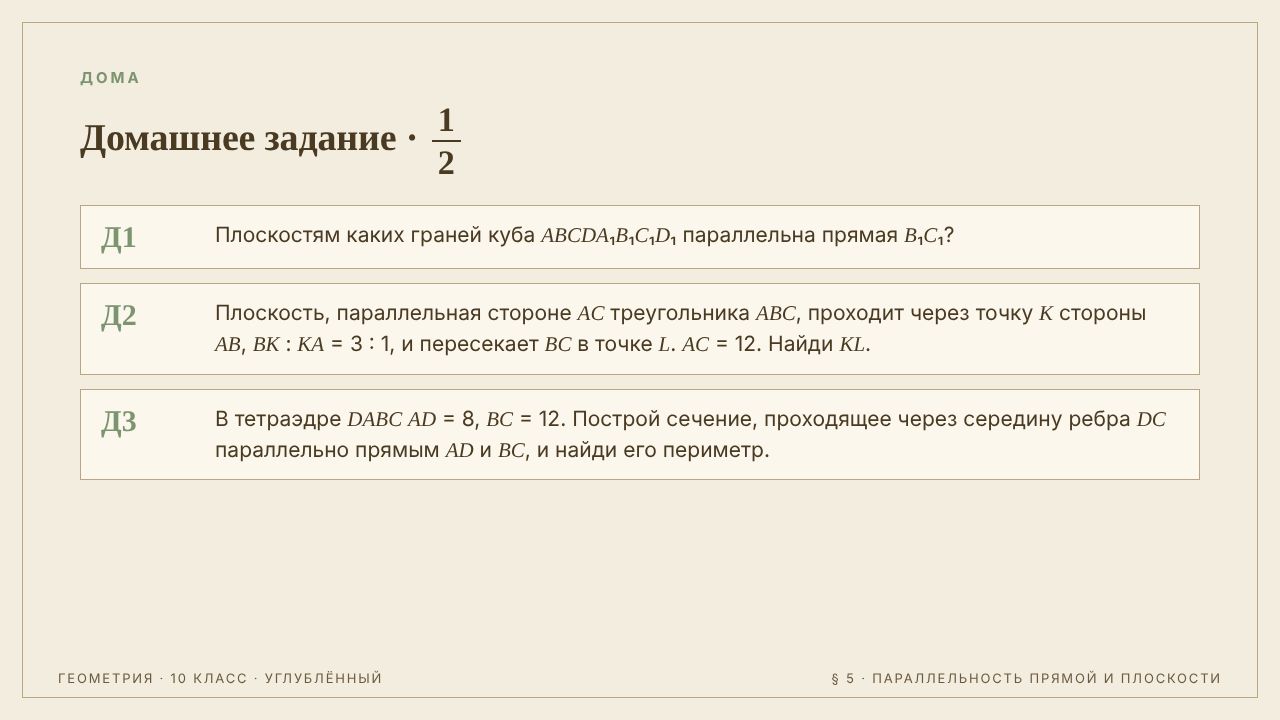 ДОМА
Домашнее задание · 1/2
Д1
Плоскостям каких граней куба ABCDA₁B₁C₁D₁ параллельна прямая B₁C₁?
Д2
Плоскость, параллельная стороне AC треугольника ABC, проходит через точку K стороны
AB, BK : KA = 3 : 1, и пересекает BC в точке L. AC = 12. Найди KL.
Д3
В тетраэдре DABC AD = 8, BC = 12. Построй сечение, проходящее через середину ребра DC
параллельно прямым AD и BC, и найди его периметр.
ГЕОМЕТРИЯ · 10 КЛАСС · УГЛУБЛЁННЫЙ
§ 5 · ПАРАЛЛЕЛЬНОСТЬ ПРЯМОЙ И ПЛОСКОСТИ